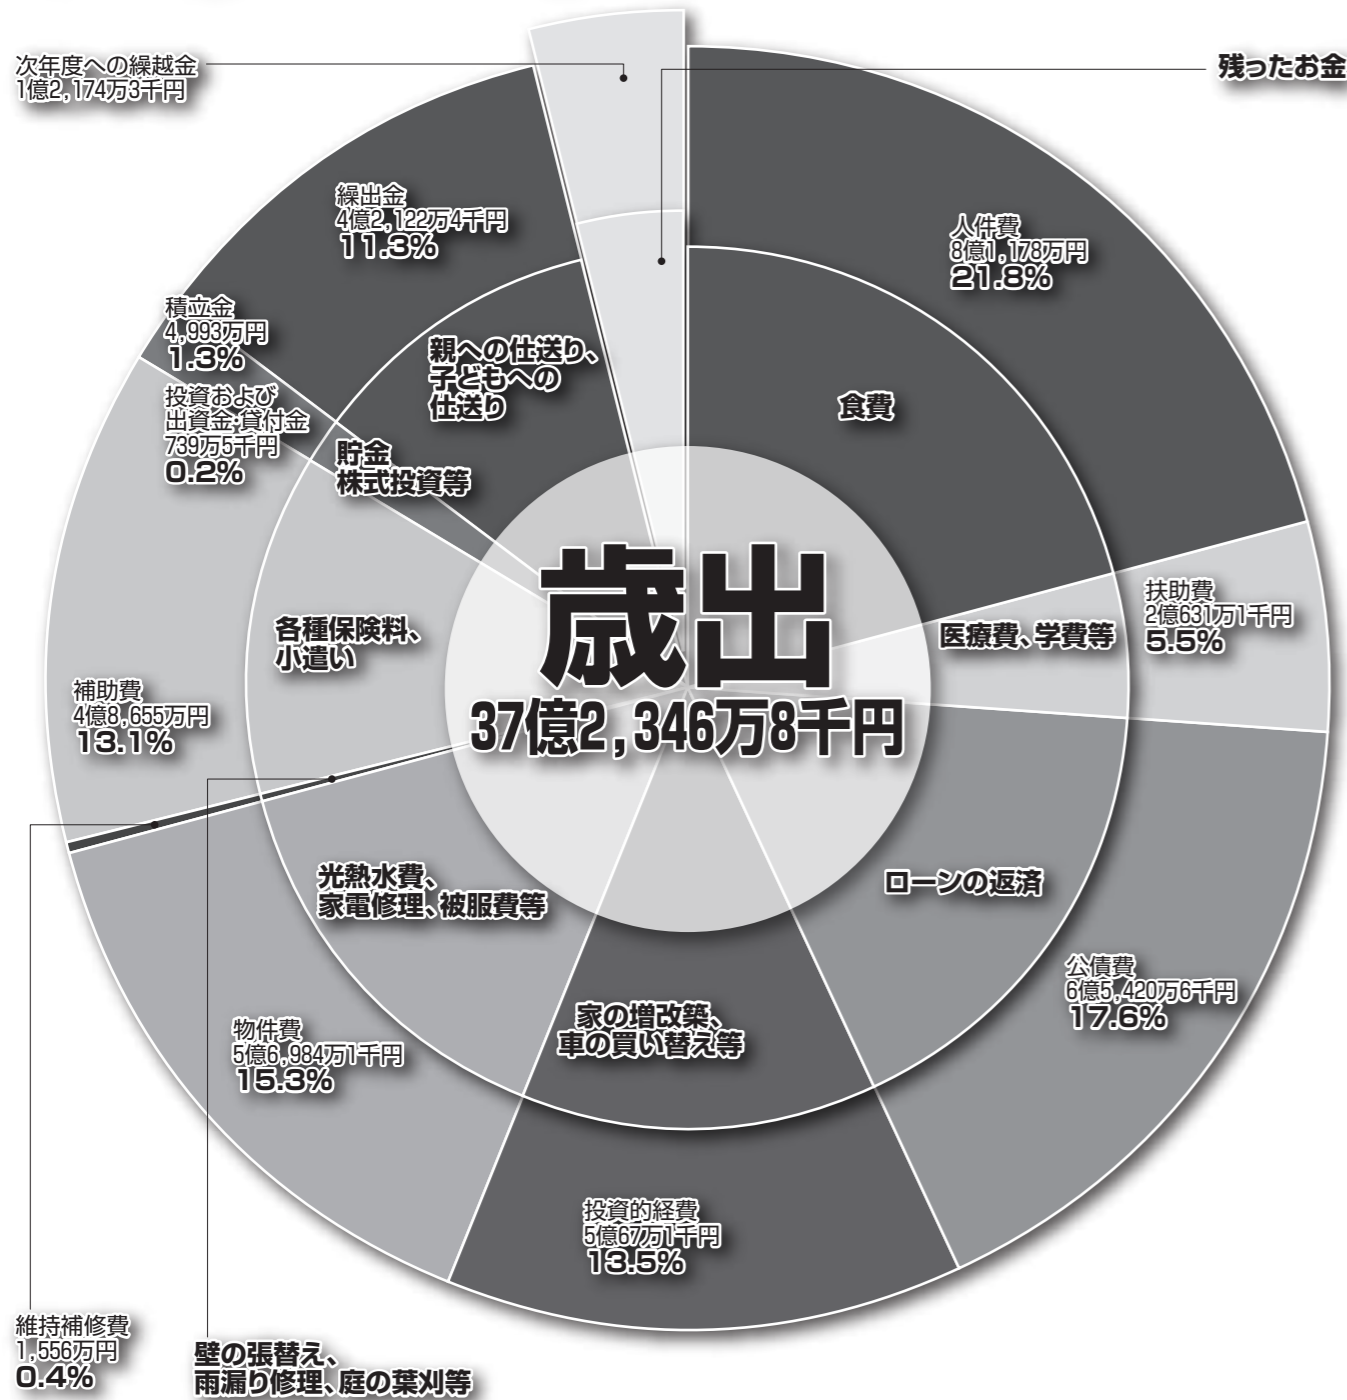 次年度への繰越金
1億2,174万3千円
残ったお金
繰出金
4億2,122万4千円
11.3%
人件費
8億1,178万円
21.8%
積立金
4,993万円
1.3%
親への仕送り、
子どもへの
仕送り
食費
投資および
出資金・貸付金
739万5千円
0.2%
貯金
株式投資等
歳出
37億2,346万8千円
扶助費
2億631万1千円
5.5%
医療費、学費等
各種保険料、
小遣い
補助費
4億8,655万円
13.1%
光熱水費、
家電修理、被服費等
ローンの返済
公債費
6億5,420万6千円
17.6%
家の増改築、
車の買い替え等
物件費
5億6,984万1千円
15.3%
投資的経費
5億67万1千円
13.5%
維持補修費
1,556万円
0.4%
壁の張替え、
雨漏り修理、庭の葉刈等